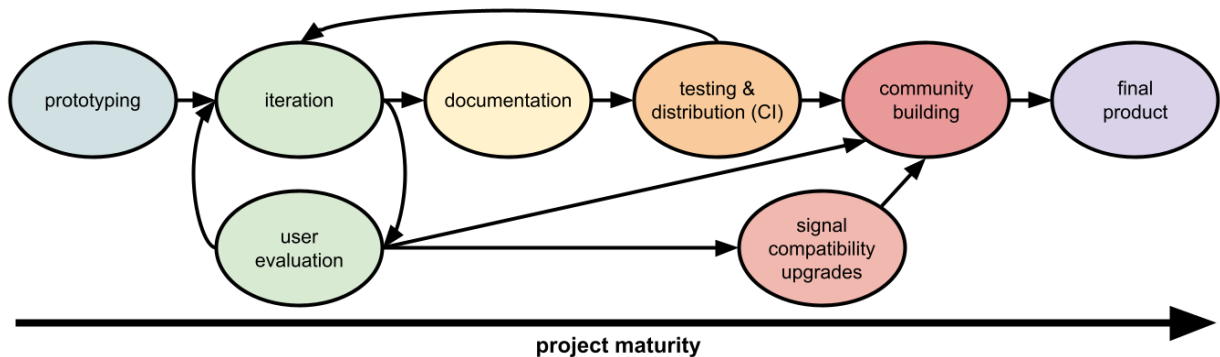 prototyping
iteration
documentation
testing &
distribution (CI)
community
building
final
product
user
evaluation
signal
compatibility
upgrades
project maturity